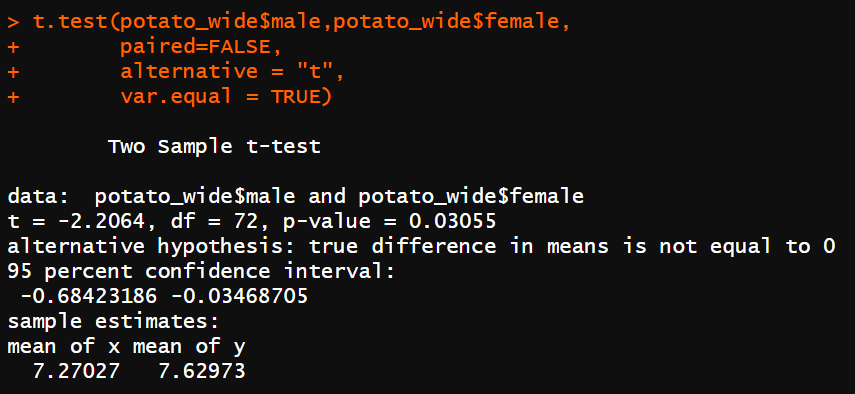 > t.test(potato_wide$male,potato_wide$female,
+        paired=FALSE,
+        alternative = "t",
+        var.equal = TRUE)
Two Sample t-test
data:  potato_wide$male and potato_wide$female
t = -2.2064, df = 72, p-value = 0.03055
alternative hypothesis: true difference in means is not equal to 0
95 percent confidence interval:
 -0.68423186 -0.03468705
sample estimates:
mean of x mean of y
  7.27027   7.62973